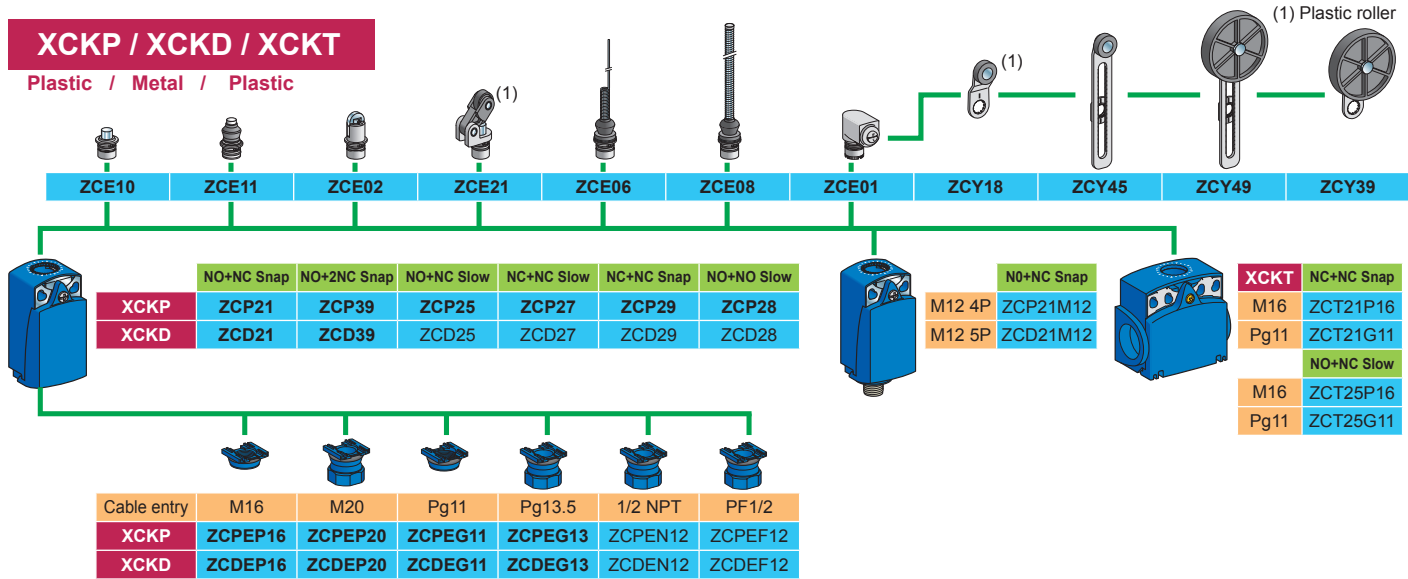 XCKP / XCKD / XCKT
Plastic / Metal / Plastic
(1) Plastic roller
(1)
(1)
ZCE10 ZCE11 ZCE02 ZCE21 ZCE06 ZCE08 ZCE01 ZCY18 ZCY45 ZCY49 ZCY39
NO+NC Snap NO+2NC Snap NO+NC Slow NC+NC Slow NC+NC Snap NO+NO Slow
XCKP ZCP21 ZCP39 ZCP25 ZCP27 ZCP29 ZCP28
XCKD ZCD21 ZCD39 ZCD25 ZCD27 ZCD29 ZCD28
N0+NC Snap
M12 4P ZCP21M12
M12 5P ZCD21M12
XCKT NC+NC Snap
M16 ZCT21P16
Pg11 ZCT21G11
NO+NC Slow
M16 ZCT25P16
Pg11 ZCT25G11
Cable entry M16 M20 Pg11 Pg13.5 1/2 NPT PF1/2
XCKP ZCPEP16 ZCPEP20 ZCPEG11 ZCPEG13 ZCPEN12 ZCPEF12
XCKD ZCDEP16 ZCDEP20 ZCDEG11 ZCDEG13 ZCDEN12 ZCDEF12